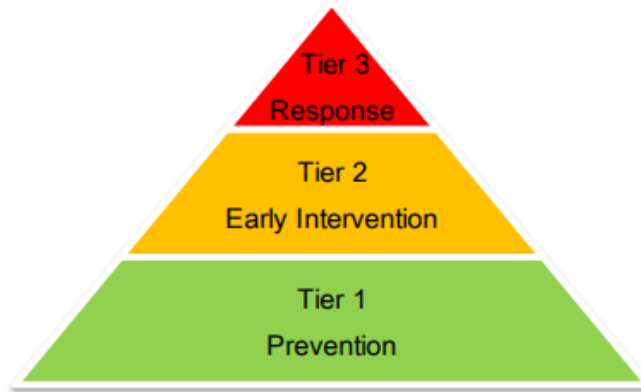 Tier 3
Response
Tier 2
Early Intervention
Tier 1
Prevention